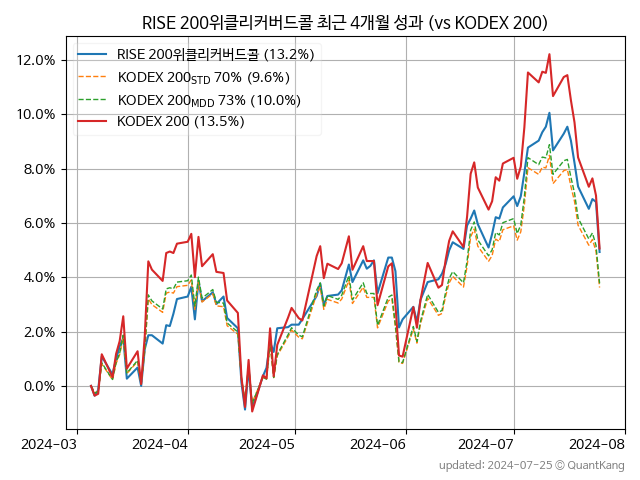 RISE 200위클리커버드콜 최근 4개월 성과 (vs KODEX 200)
RISE 200위클리커버드콜 (13.2%)
KODEX 200STD 70% (9.6%)
KODEX 200MDD 73% (10.0%)
KODEX 200 (13.5%)
12.0%
10.0%
8.0%
6.0%
4.0%
2.0%
0.0%
2024-03 2024-04 2024-05 2024-06 2024-07 2024-08
updated: 2024-07-25 © QuantKang